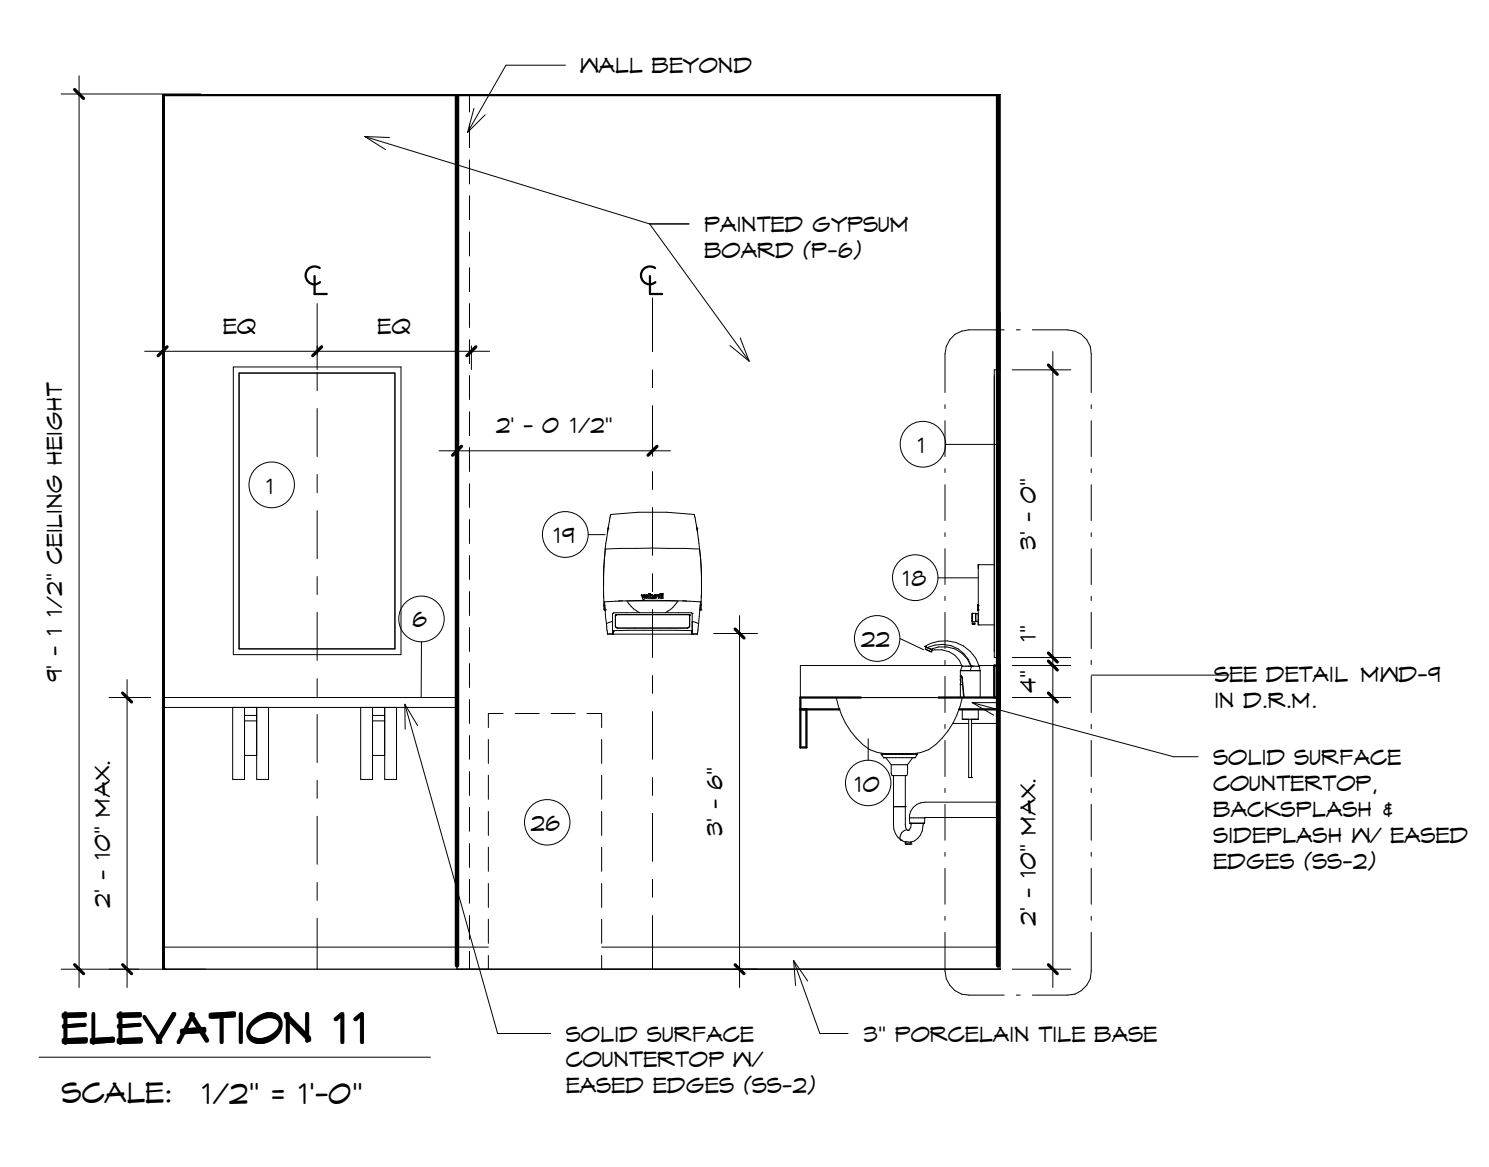 WALL BEYOND
PAINTED GYPSUM
BOARD (P-6)
CL
CL
EQ
EQ
2' - 0 1/2"
9' - 1 1/2" CEILING HEIGHT
1
19
6
1
18
22
3' - 0"
1"
4"
SEE DETAIL MWD-9
IN D.R.M.
SOLID SURFACE
COUNTERTOP,
BACKSPLASH &
SIDEPLASH W/ EASED
EDGES (SS-2)
10
26
2' - 10" MAX.
3' - 6"
2' - 10" MAX.
ELEVATION 11
SCALE: 1/2" = 1'-0"
SOLID SURFACE
COUNTERTOP W/
EASED EDGES (SS-2)
3" PORCELAIN TILE BASE